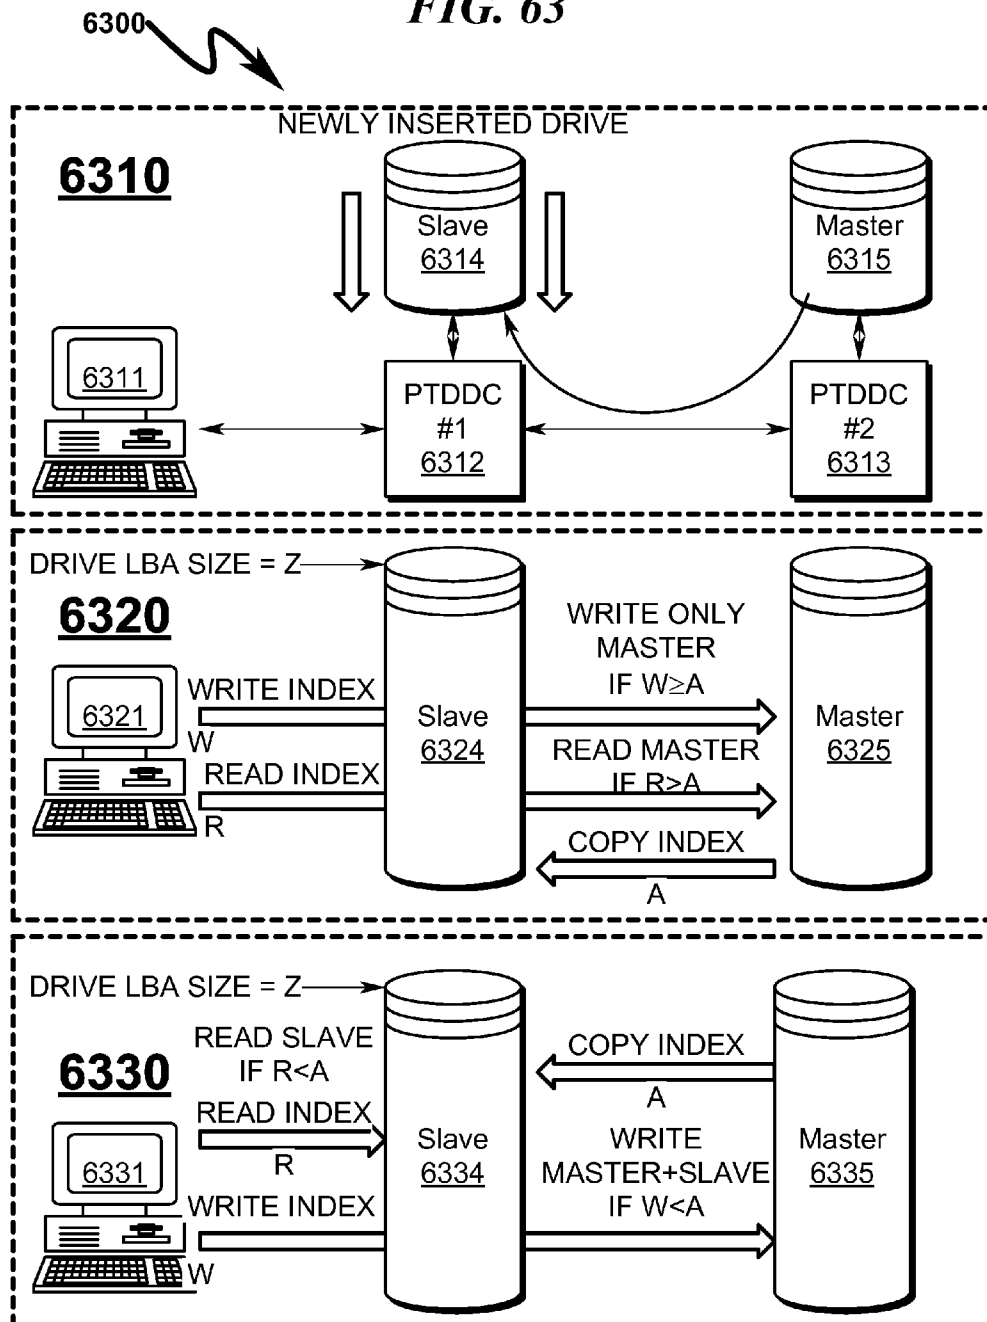 FIG. 63
6300
NEWLY INSERTED DRIVE
6310
Slave
6314
Master
6315
6311
PTDDC
#1
6312
PTDDC
#2
6313
DRIVE LBA SIZE = Z
6320
WRITE ONLY
MASTER
IF W≥A
WRITE INDEX
6321
W
Slave
6324
Master
6325
READ INDEX
R
READ MASTER
IF R>A
COPY INDEX
A
DRIVE LBA SIZE = Z
READ SLAVE
IF R<A
COPY INDEX
A
6330
READ INDEX
R
6331
Slave
6334
WRITE
MASTER+SLAVE
IF W<A
Master
6335
WRITE INDEX
W